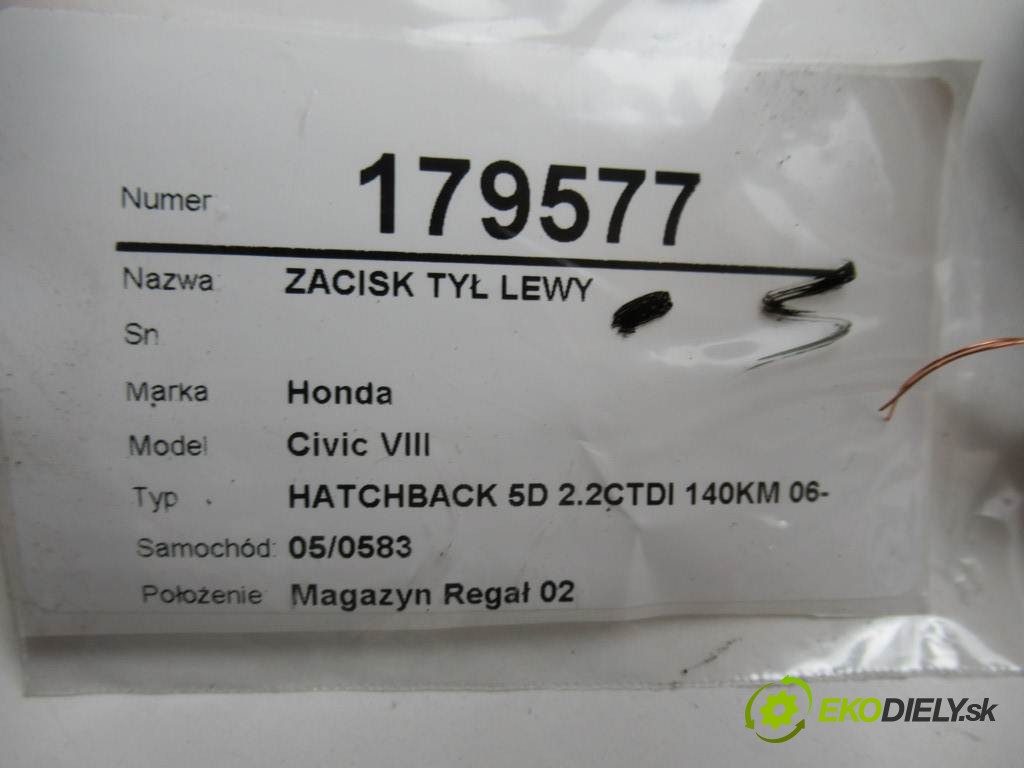 Numer 179577
Nazwa: ZACISK TYŁ LEWY
Sn
Marka Honda
Model Civic VIII
Typ HATCHBACK 5D 2.2CTDI 140KM 06-
Samochód: 05/0583
Położenie Magazyn Regał 02
EKODIELY.sk